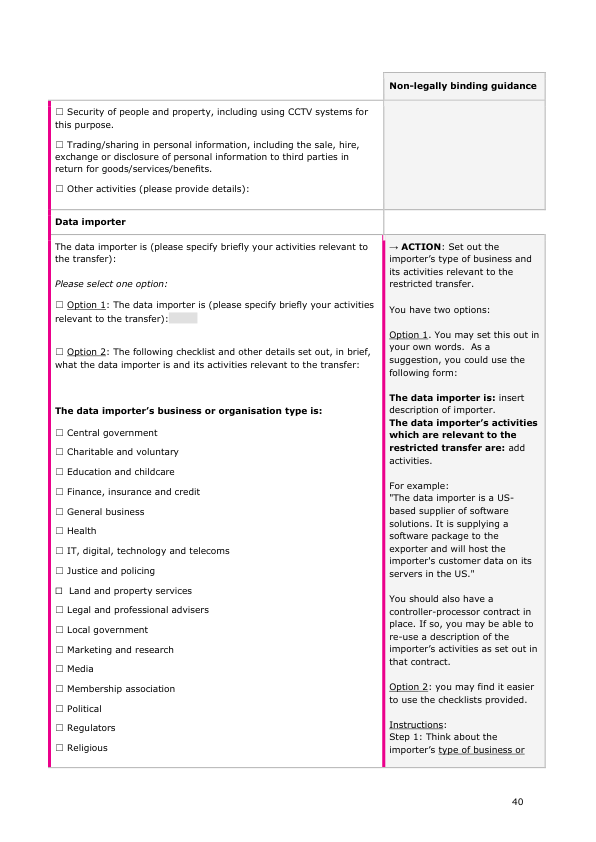 Non-legally binding guidance
☐ Security of people and property, including using CCTV systems for
this purpose.
☐ Trading/sharing in personal information, including the sale, hire,
exchange or disclosure of personal information to third parties in
return for goods/services/benefits.
☐ Other activities (please provide details):
Data importer
The data importer is (please specify briefly your activities relevant to
the transfer):
Please select one option:
☐ Option 1: The data importer is (please specify briefly your activities
relevant to the transfer):
☐ Option 2: The following checklist and other details set out, in brief,
what the data importer is and its activities relevant to the transfer:
The data importer’s business or organisation type is:
☐ Central government
☐ Charitable and voluntary
☐ Education and childcare
☐ Finance, insurance and credit
☐ General business
☐ Health
☐ IT, digital, technology and telecoms
☐ Justice and policing
☐ Land and property services
☐ Legal and professional advisers
☐ Local government
☐ Marketing and research
☐ Media
☐ Membership association
☐ Political
☐ Regulators
☐ Religious
→ ACTION: Set out the
importer’s type of business and
its activities relevant to the
restricted transfer.
You have two options:
Option 1. You may set this out in
your own words.  As a
suggestion, you could use the
following form:
The data importer is: insert
description of importer.
The data importer’s activities
which are relevant to the
restricted transfer are: add
activities.
For example:
"The data importer is a US-
based supplier of software
solutions. It is supplying a
software package to the
exporter and will host the
importer's customer data on its
servers in the US."
You should also have a
controller-processor contract in
place. If so, you may be able to
re-use a description of the
importer’s activities as set out in
that contract.
Option 2: you may find it easier
to use the checklists provided.
Instructions:
Step 1: Think about the
importer’s type of business or
40